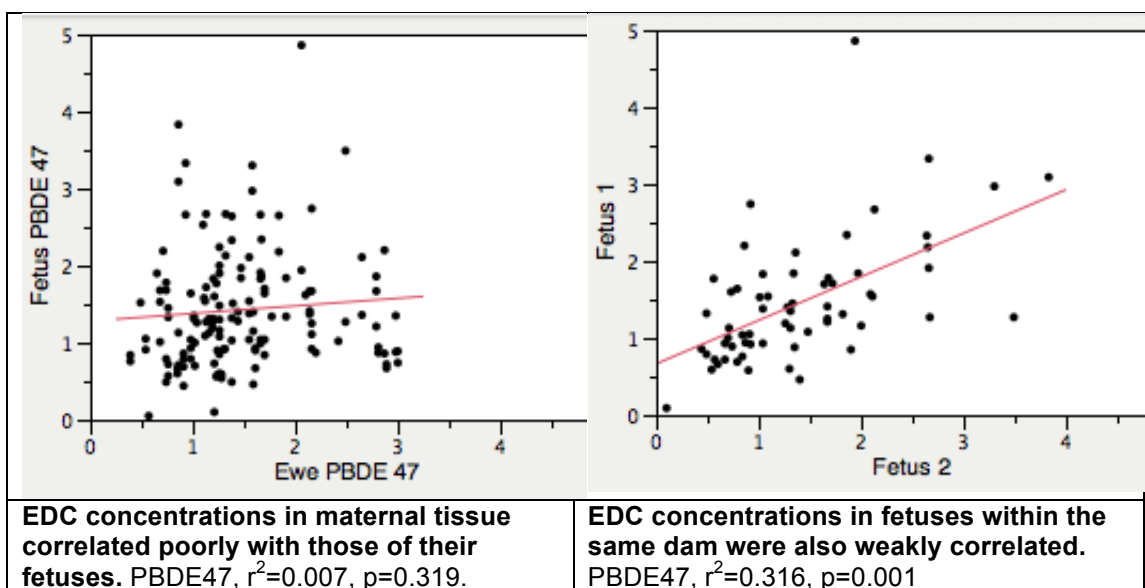 5
4
3
2
1
0
Fetus PBDE 47
0 1 2 3 4
Ewe PBDE 47
5
4
3
2
1
0
Fetus 1
0 1 2 3 4
Fetus 2
EDC concentrations in maternal tissue
correlated poorly with those of their
fetuses. PBDE47, r²=0.007, p=0.319.
EDC concentrations in fetuses within the
same dam were also weakly correlated.
PBDE47, r²=0.316, p=0.001